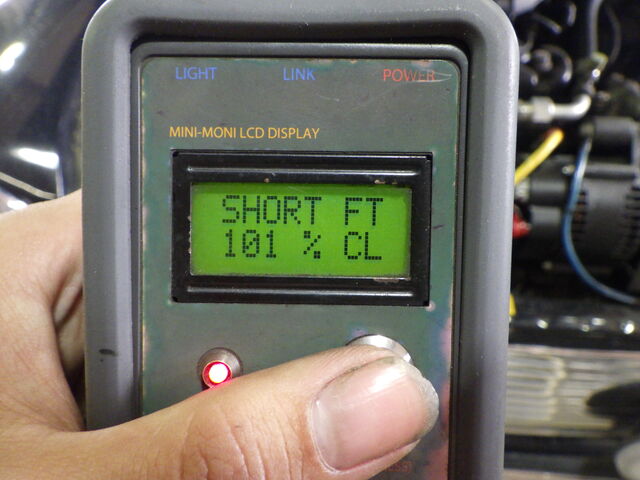 LIGHT LINK POWER
MINI-MONI LCD DISPLAY
SHORT FT
101 % CL